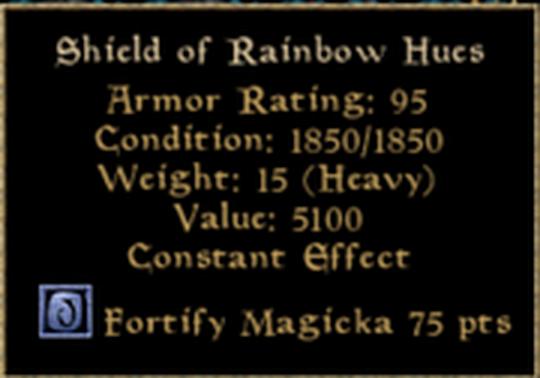 Shield of Rainbow Hues
Armor Rating: 95
Condition: 1850/1850
Weight: 15 (Heavy)
Value: 5100
Constant Effect
Fortify Magicka 75 pts